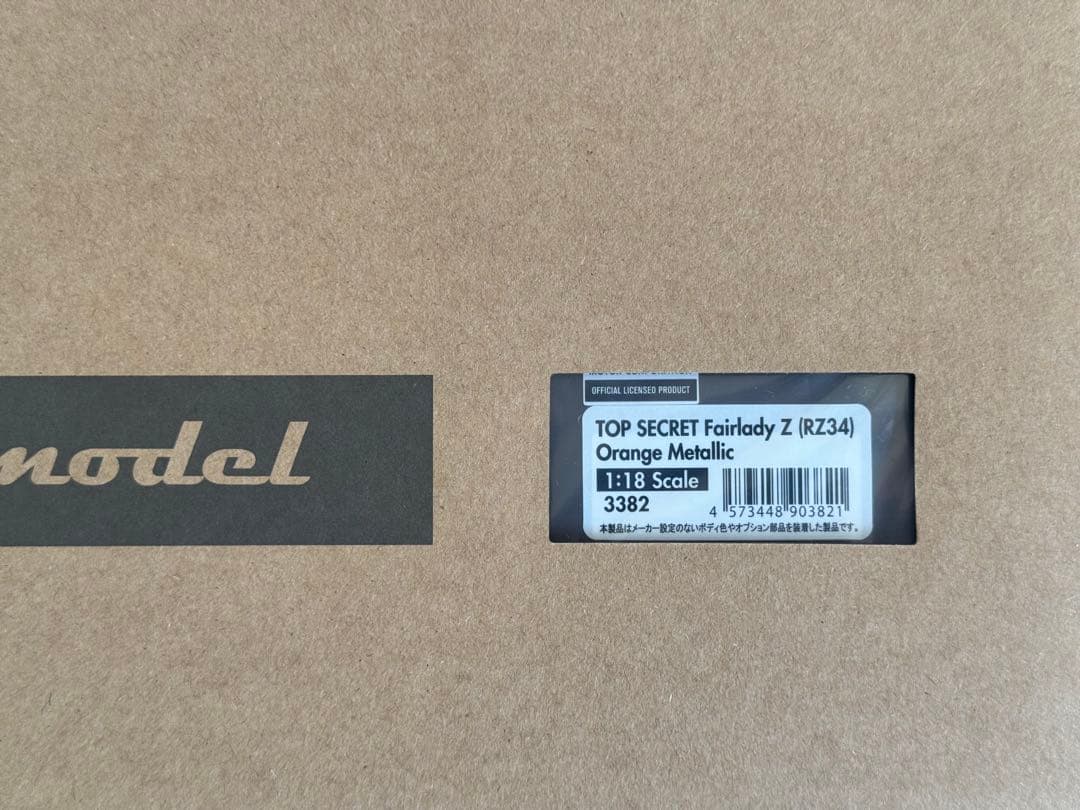 model
OFFICIAL LICENSED PRODUCT
TOP SECRET Fairlady Z (RZ34)
Orange Metallic
1:18 Scale
3382
4 573448 903821
本製品はメーカー設定のないボディ色やオプション部品を装着した製品です。